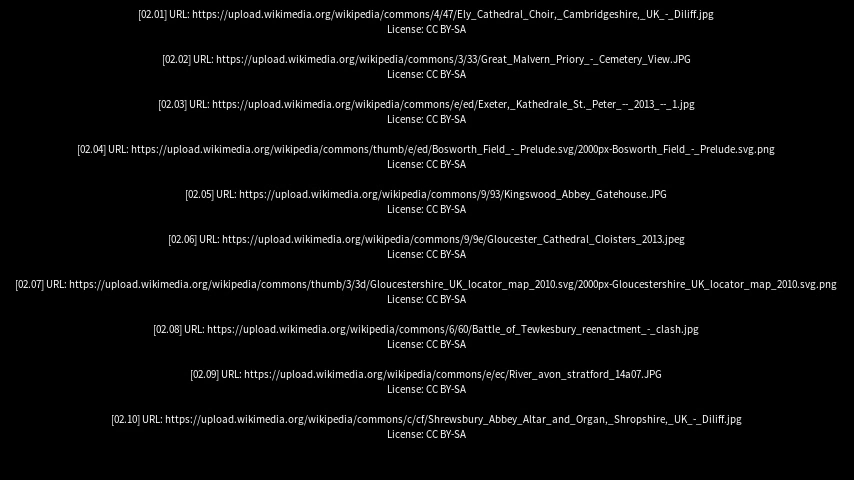 [02.01] URL: https://upload.wikimedia.org/wikipedia/commons/4/47/Ely_Cathedral_Choir,_Cambridgeshire,_UK_-_Diliff.jpg
License: CC BY-SA
[02.02] URL: https://upload.wikimedia.org/wikipedia/commons/3/33/Great_Malvern_Priory_-_Cemetery_View.JPG
License: CC BY-SA
[02.03] URL: https://upload.wikimedia.org/wikipedia/commons/e/ed/Exeter,_Kathedrale_St._Peter_--_2013_--_1.jpg
License: CC BY-SA
[02.04] URL: https://upload.wikimedia.org/wikipedia/commons/thumb/e/ed/Bosworth_Field_-_Prelude.svg/2000px-Bosworth_Field_-_Prelude.svg.png
License: CC BY-SA
[02.05] URL: https://upload.wikimedia.org/wikipedia/commons/9/93/Kingswood_Abbey_Gatehouse.JPG
License: CC BY-SA
[02.06] URL: https://upload.wikimedia.org/wikipedia/commons/9/9e/Gloucester_Cathedral_Cloisters_2013.jpeg
License: CC BY-SA
[02.07] URL: https://upload.wikimedia.org/wikipedia/commons/thumb/3/3d/Gloucestershire_UK_locator_map_2010.svg/2000px-Gloucestershire_UK_locator_map_2010.svg.png
License: CC BY-SA
[02.08] URL: https://upload.wikimedia.org/wikipedia/commons/6/60/Battle_of_Tewkesbury_reenactment_-_clash.jpg
License: CC BY-SA
[02.09] URL: https://upload.wikimedia.org/wikipedia/commons/e/ec/River_avon_stratford_14a07.JPG
License: CC BY-SA
[02.10] URL: https://upload.wikimedia.org/wikipedia/commons/c/cf/Shrewsbury_Abbey_Altar_and_Organ,_Shropshire,_UK_-_Diliff.jpg
License: CC BY-SA